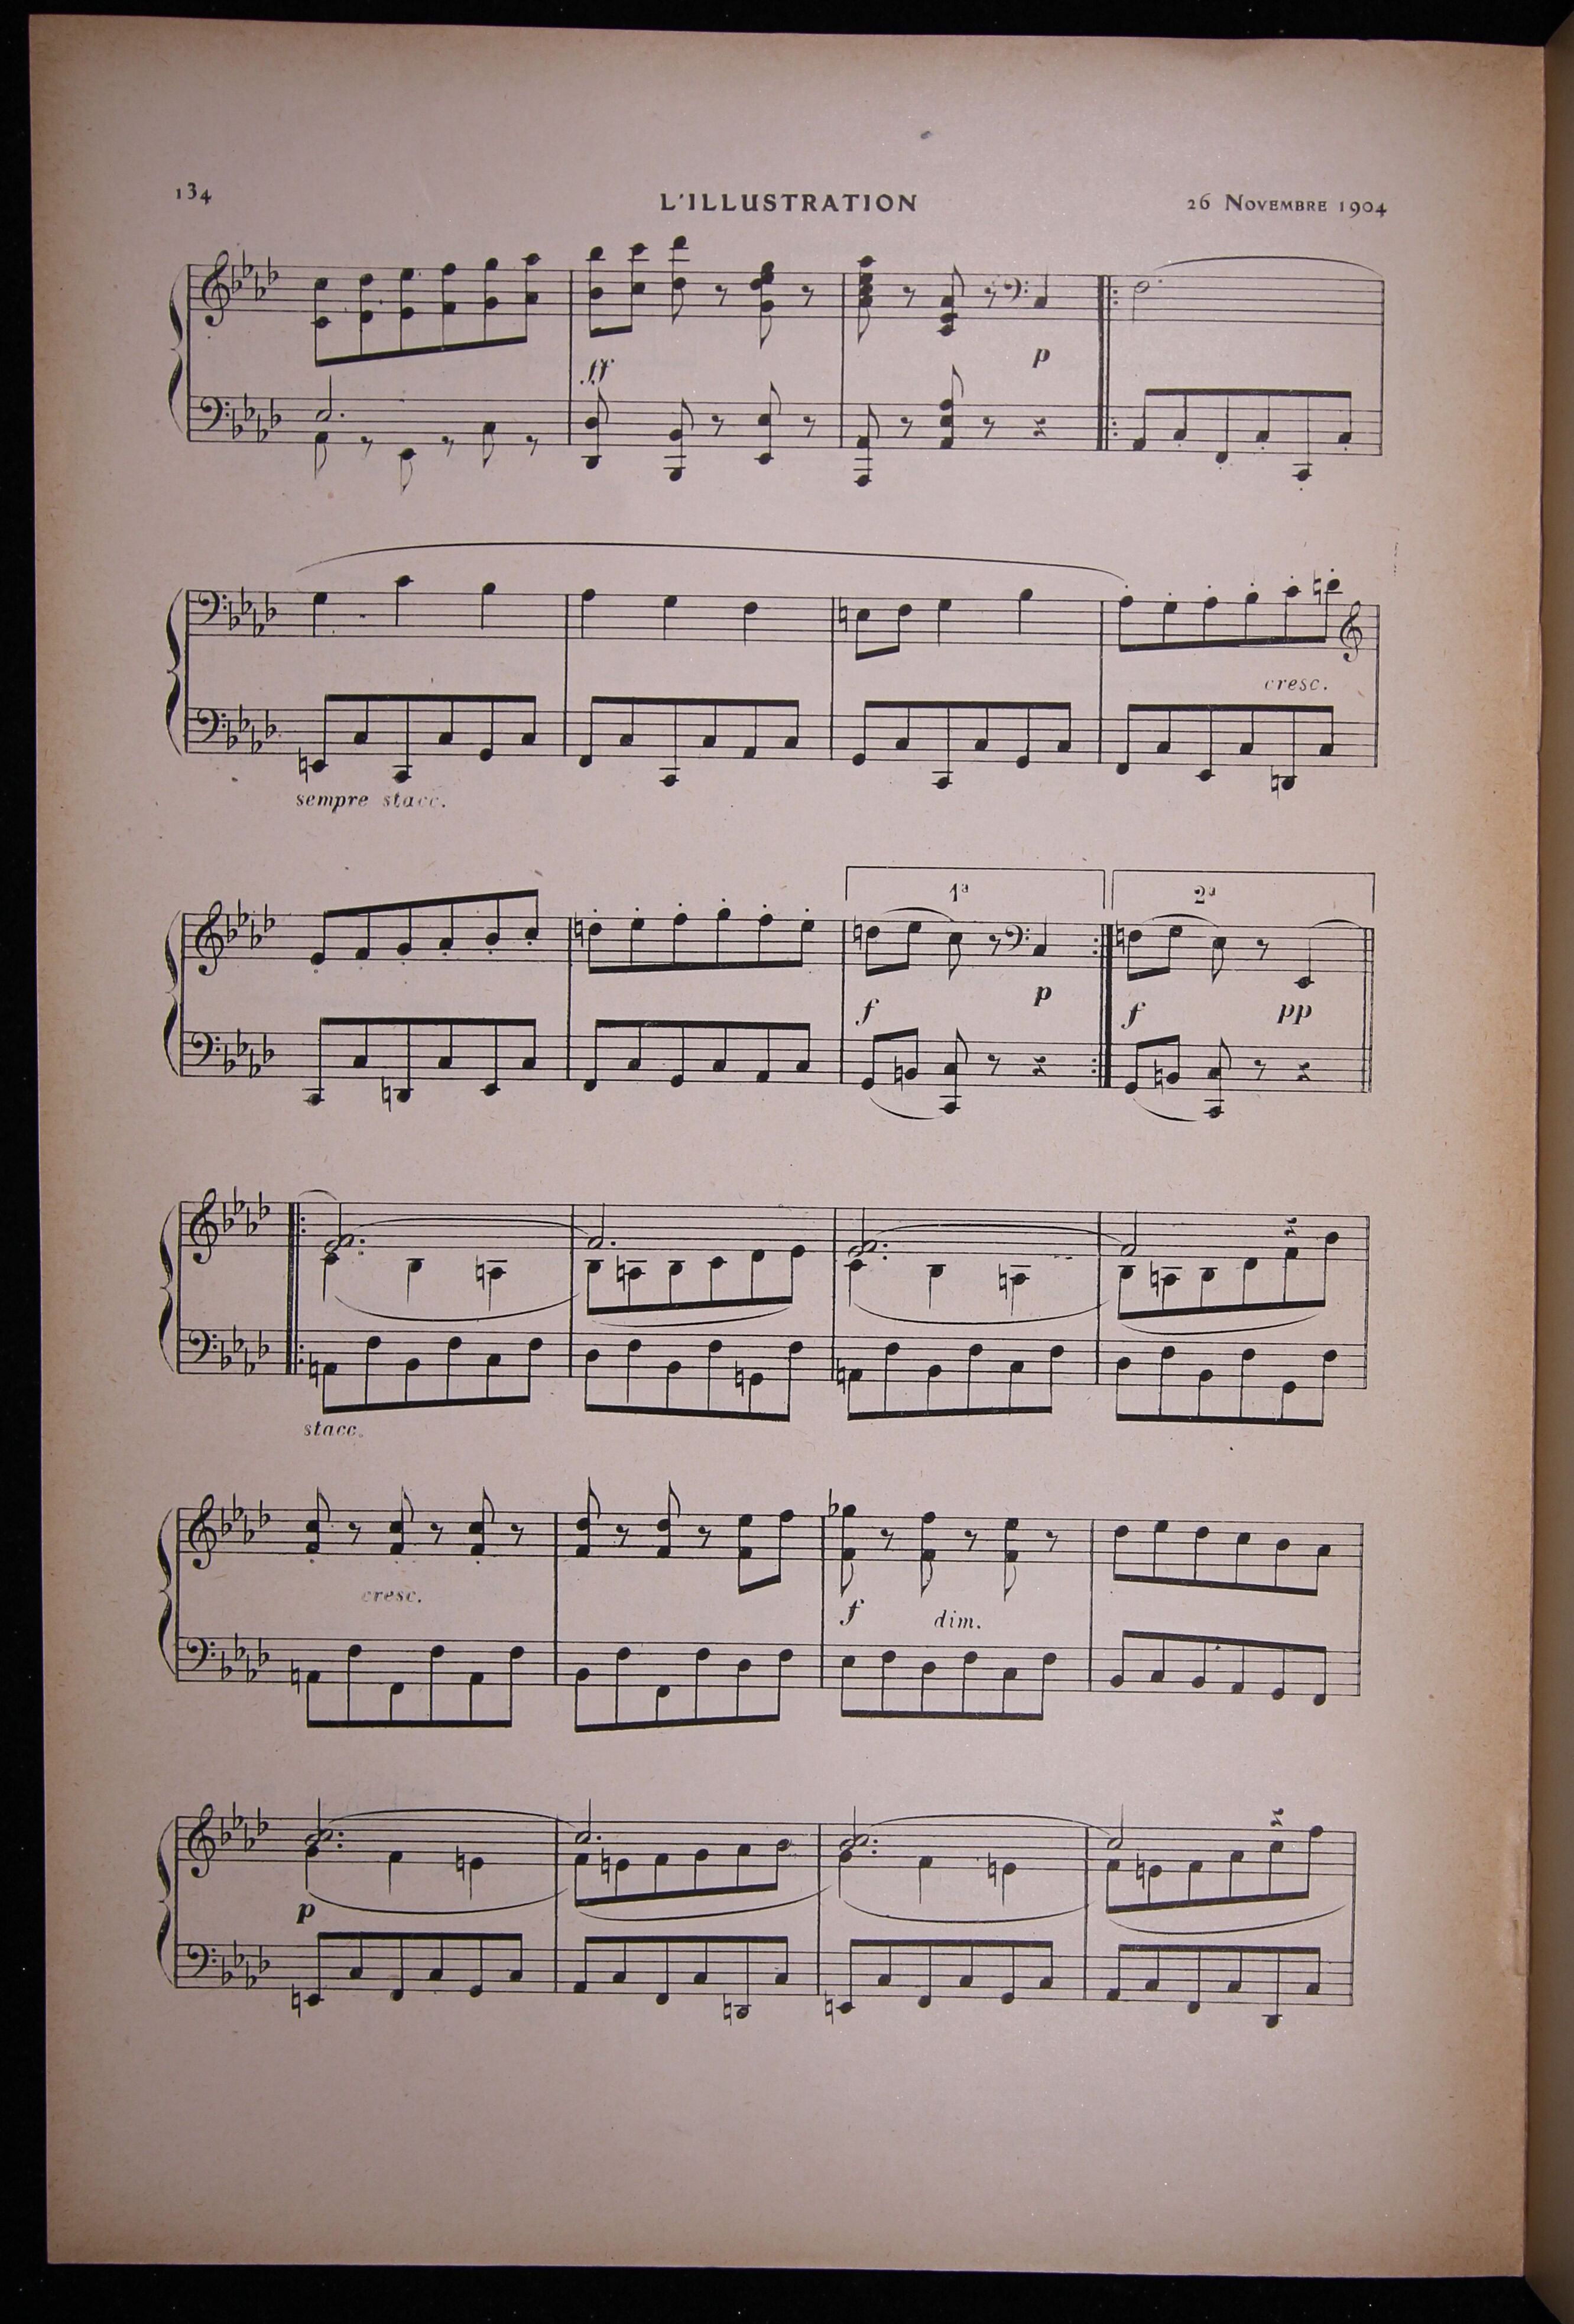 134
L'ILLUSTRATION
26 NOVEMBRE 1904
ff
p
cresc.
sempre stacc.
1ª
2ª
f
p
f
pp
stacc.
cresc.
f
dim.
p